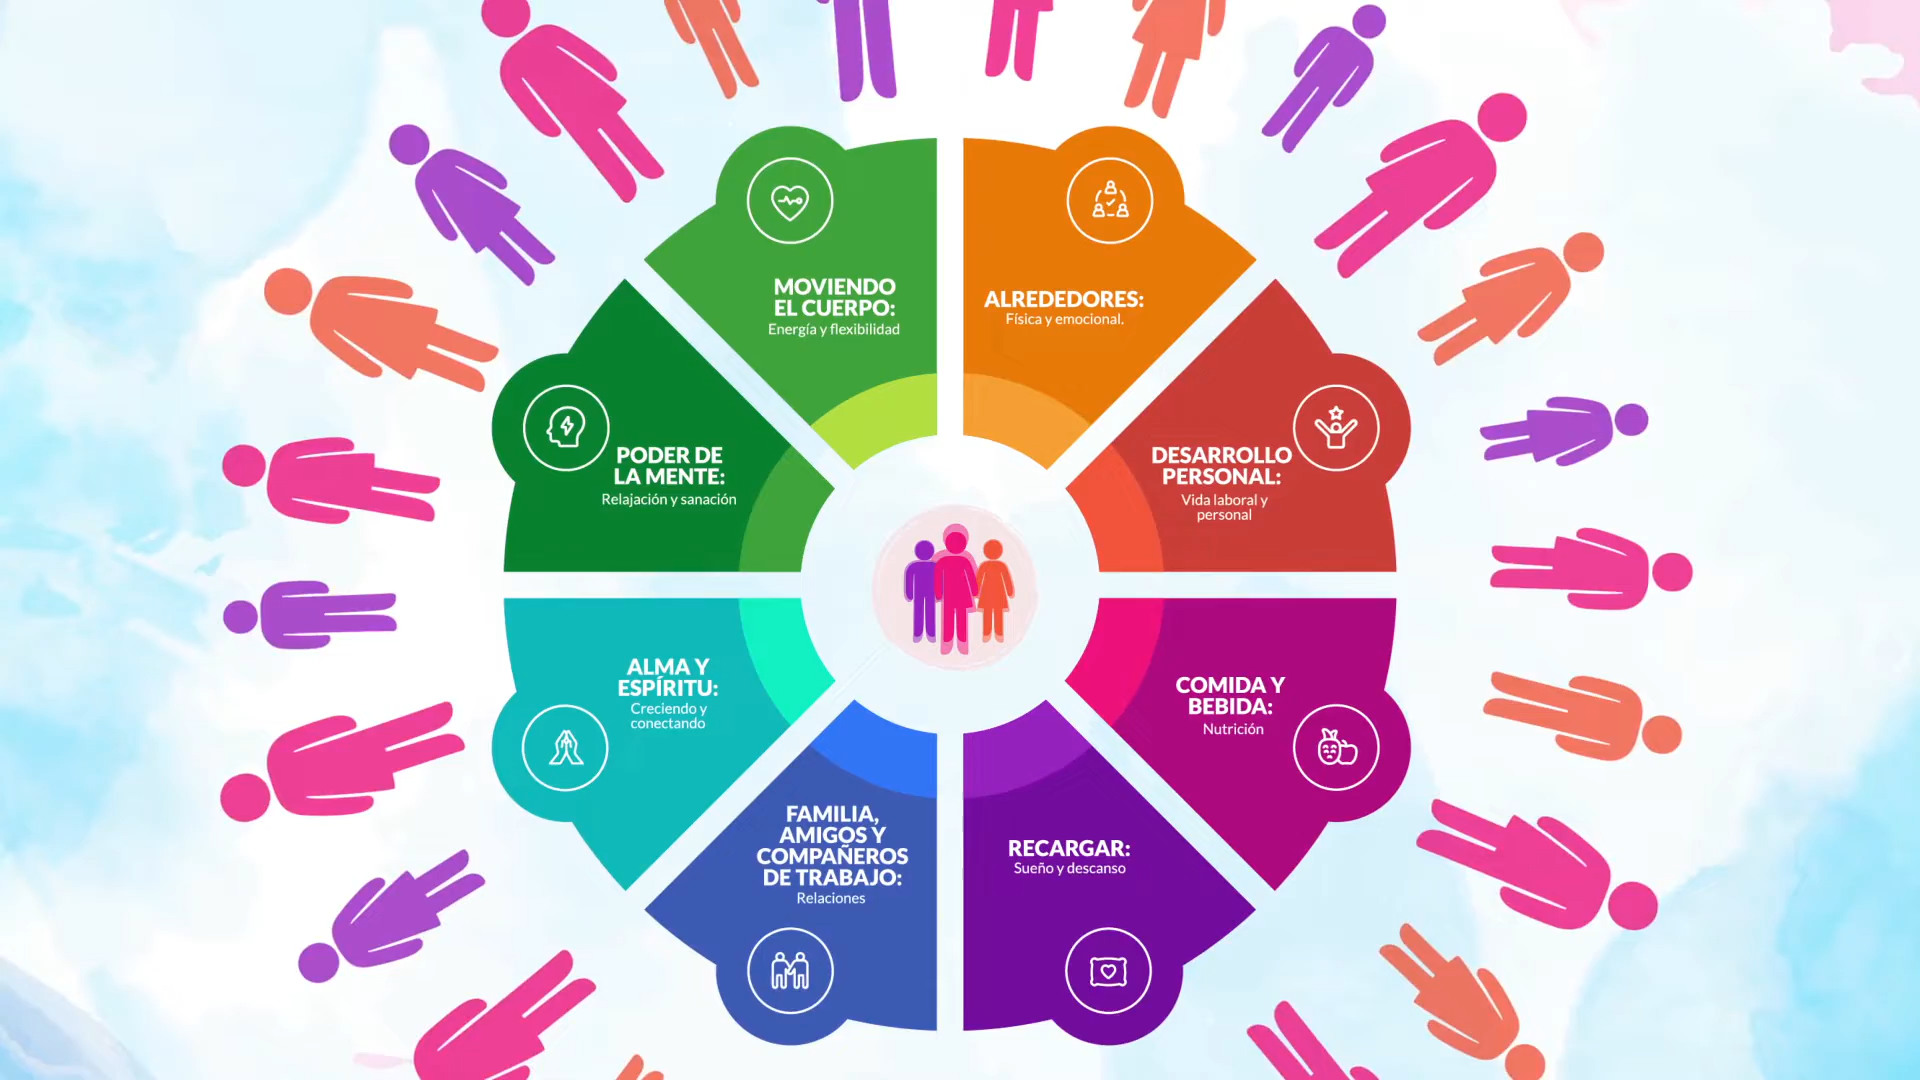 MOVIENDO
EL CUERPO:
Energía y flexibilidad
ALREDEDORES:
Física y emocional.
PODER DE
LA MENTE:
Relajación y sanación
DESARROLLO
PERSONAL:
Vida laboral y
personal
ALMA Y
ESPÍRITU:
Creciendo y
conectando
COMIDA Y
BEBIDA:
Nutrición
FAMILIA,
AMIGOS Y
COMPAÑEROS
DE TRABAJO:
Relaciones
RECARGAR:
Sueño y descanso